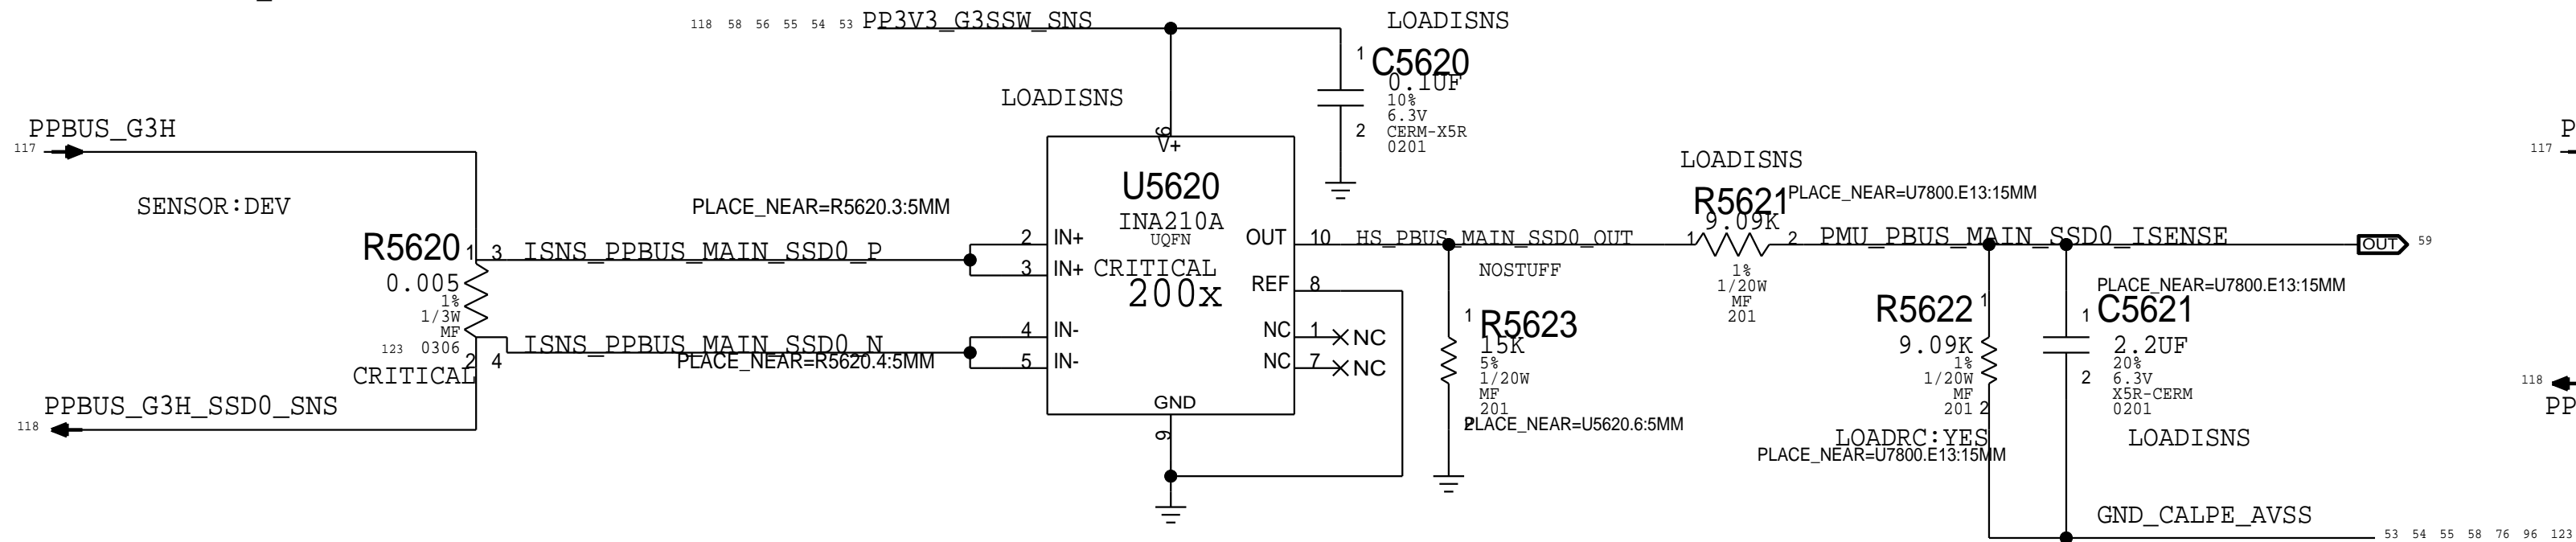 118 58 56 55 54 53 PP3V3_G3SSW_SNS
LOADISNS
1 C5620
0.1UF
10%
6.3V
2 CERM-X5R
0201
LOADISNS
PPBUS_G3H
117
SENSOR:DEV
R5620 1 3
0.005
1%
1/3W
MF
123 0306
2 4
CRITICAL
PPBUS_G3H_SSD0_SNS
118
PLACE_NEAR=R5620.3:5MM
ISNS_PPBUS_MAIN_SSD0_P
ISNS_PPBUS_MAIN_SSD0_N
PLACE_NEAR=R5620.4:5MM
6
V+
U5620
INA210A
UQFN
2 IN+ OUT 10
3 IN+ CRITICAL
200x
REF 8
4 IN- NC 1 NC
5 IN- NC 7 NC
GND
9
HS_PBUS_MAIN_SSD0_OUT
NOSTUFF
1 R5623
15K
5%
1/20W
MF
201
2
PLACE_NEAR=U5620.6:5MM
LOADISNS
R5621 PLACE_NEAR=U7800.E13:15MM
9.09K
1 2
1%
1/20W
MF
201
PMU_PBUS_MAIN_SSD0_ISENSE
OUT 59
PLACE_NEAR=U7800.E13:15MM
R5622 1
9.09K
1%
1/20W
MF
201 2
LOADRC:YES
PLACE_NEAR=U7800.E13:15MM
1 C5621
2.2UF
20%
2 6.3V
X5R-CERM
0201
LOADISNS
GND_CALPE_AVSS
53 54 55 58 76 96 123
P
117
118
PP